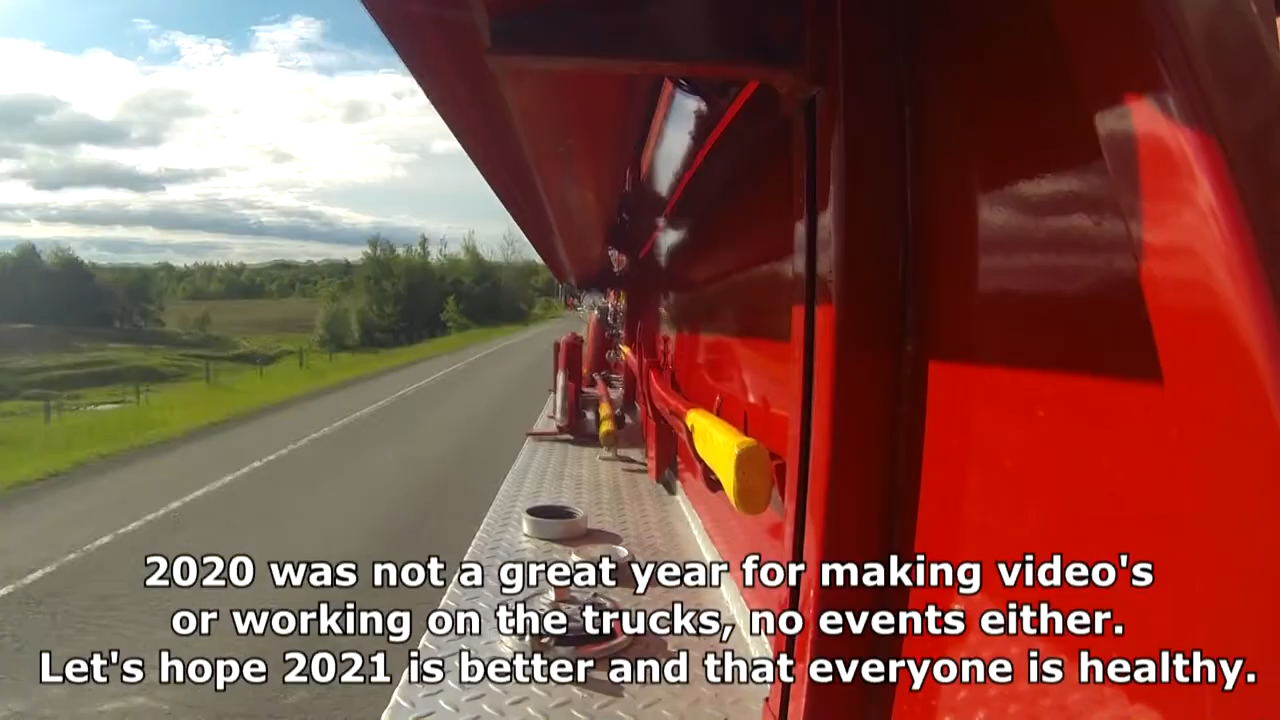 2020 was not a great year for making video's
or working on the trucks, no events either.
Let's hope 2021 is better and that everyone is healthy.